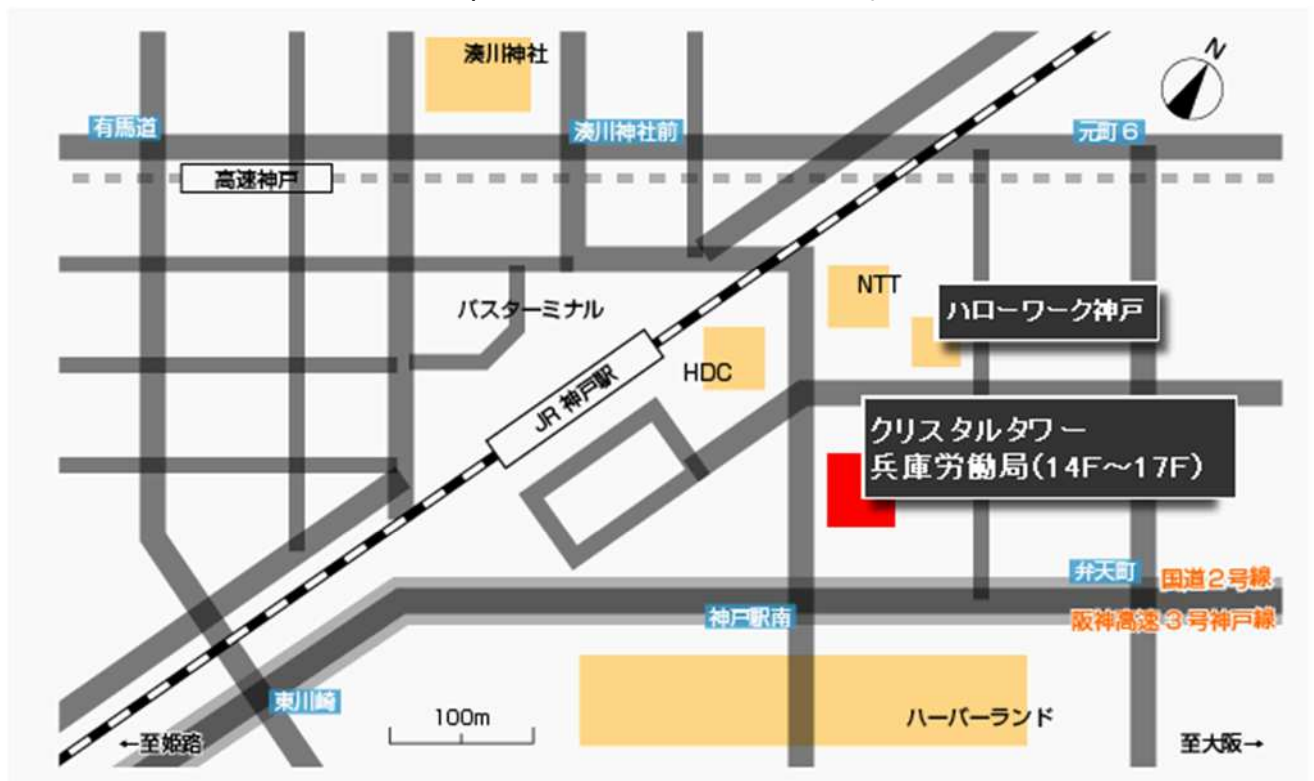 湊川神社
N
有馬道
湊川神社前
元町6
高速神戸
NTT
ハローワーク神戸
バスターミナル
HDC
JR 神戸駅
クリスタルタワー
兵庫労働局(14F～17F)
弁天町
国道2号線
神戸駅南
阪神高速3号神戸線
東川崎
100m
ハーバーランド
←至姫路
至大阪→